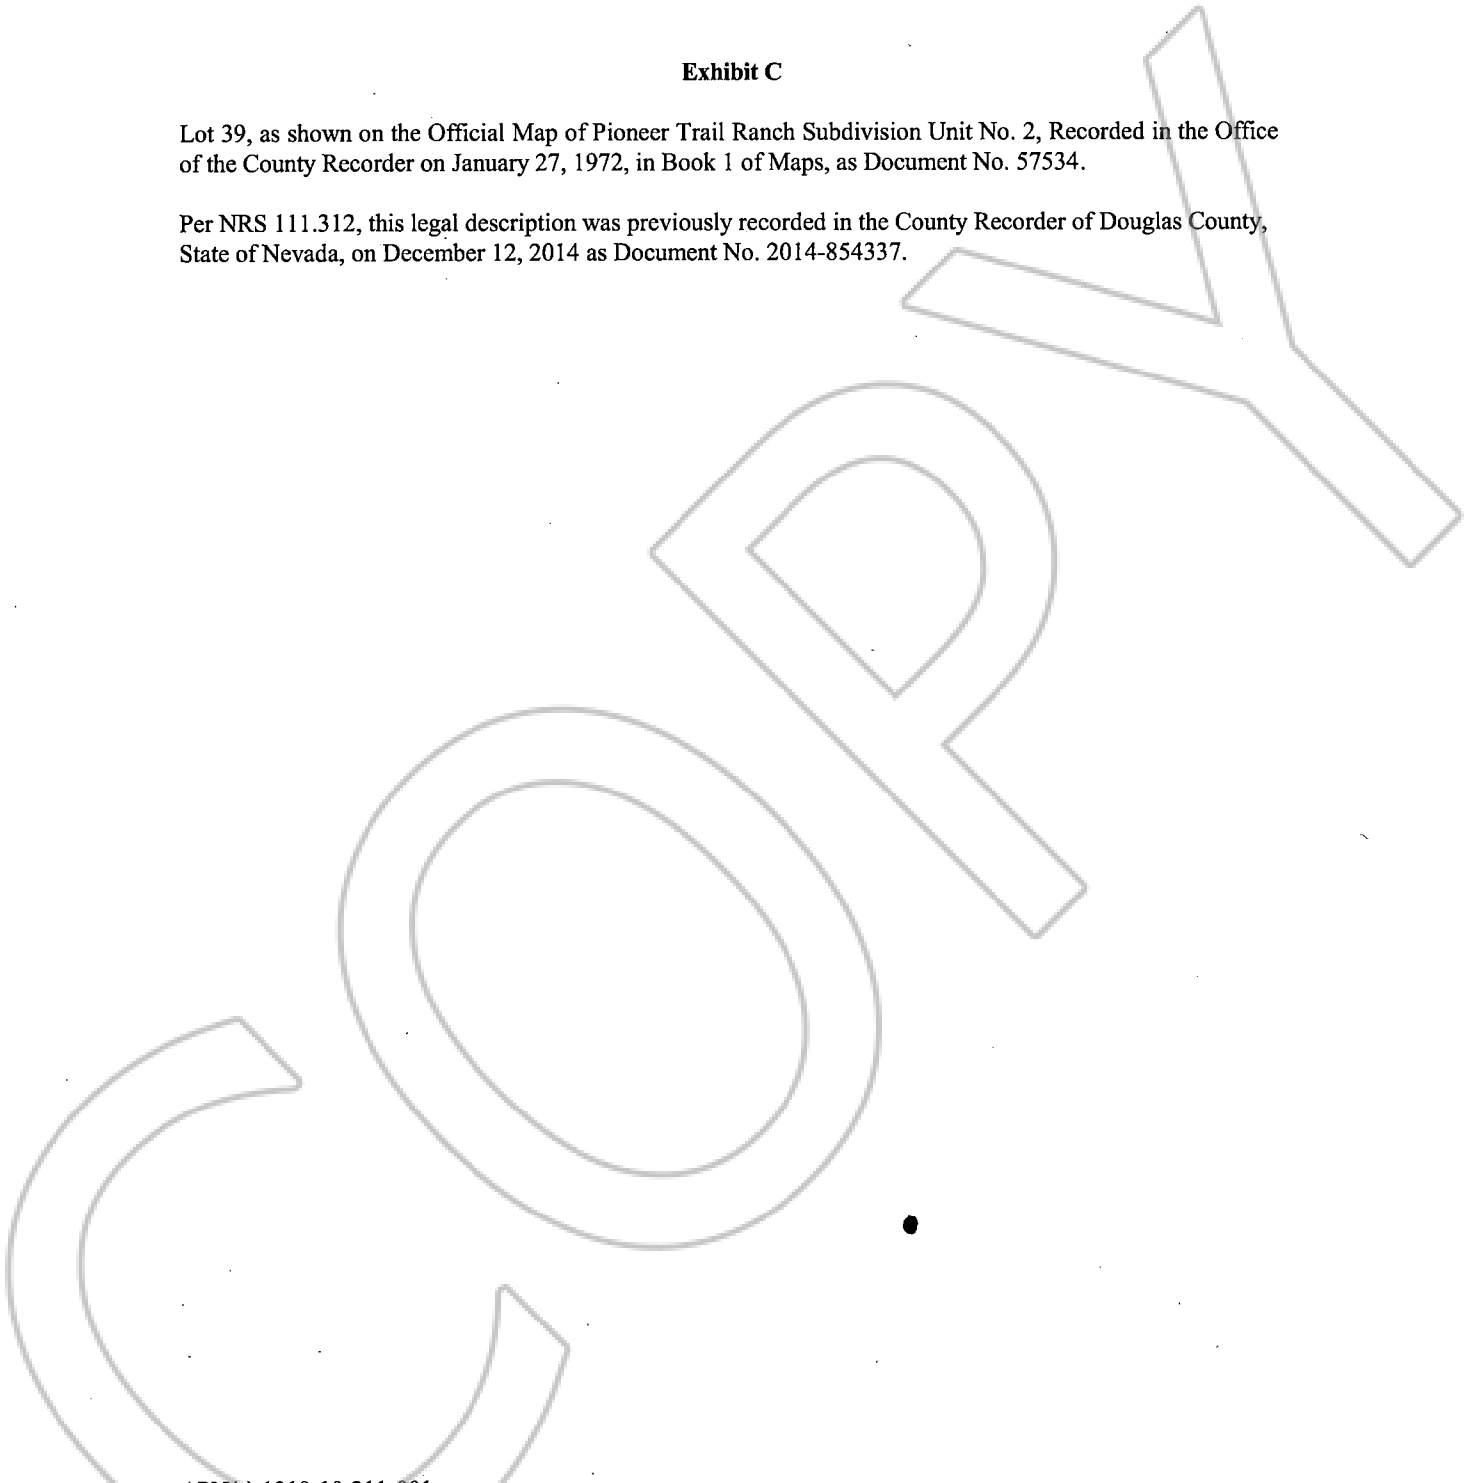 Exhibit C
Lot 39, as shown on the Official Map of Pioneer Trail Ranch Subdivision Unit No. 2, Recorded in the Office
of the County Recorder on January 27, 1972, in Book 1 of Maps, as Document No. 57534.
Per NRS 111.312, this legal description was previously recorded in the County Recorder of Douglas County,
State of Nevada, on December 12, 2014 as Document No. 2014-854337.
COPY